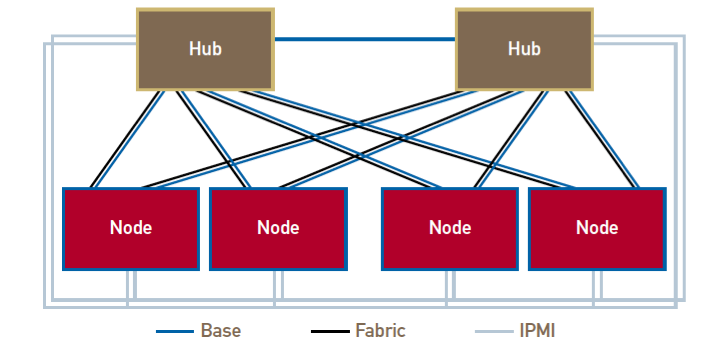 Hub Hub
Node Node Node Node
Base Fabric IPMI